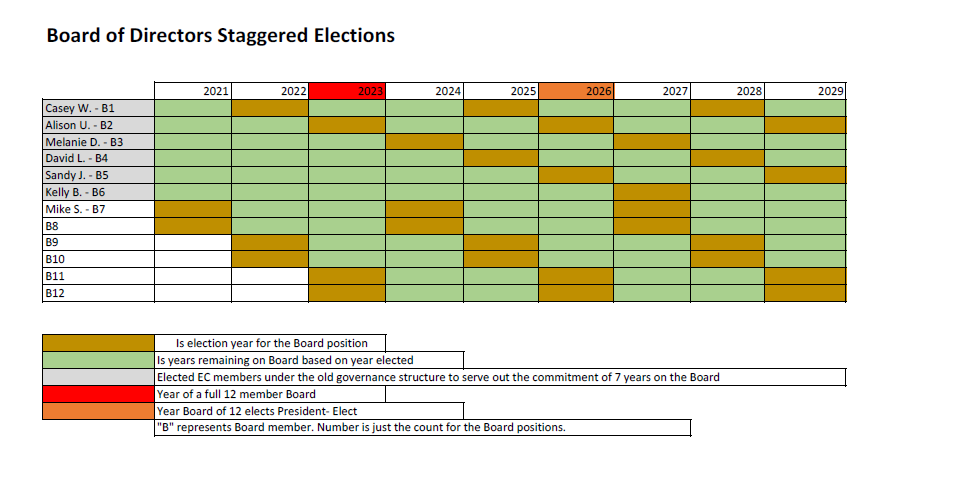 Board of Directors Staggered Elections
2021 2022 2023 2024 2025 2026 2027 2028 2029
Casey W. - B1
Alison U. - B2
Melanie D. - B3
David L. - B4
Sandy J. - B5
Kelly B. - B6
Mike S. - B7
B8
B9
B10
B11
B12
Is election year for the Board position
Is years remaining on Board based on year elected
Elected EC members under the old governance structure to serve out the commitment of 7 years on the Board
Year of a full 12 member Board
Year Board of 12 elects President- Elect
"B" represents Board member. Number is just the count for the Board positions.